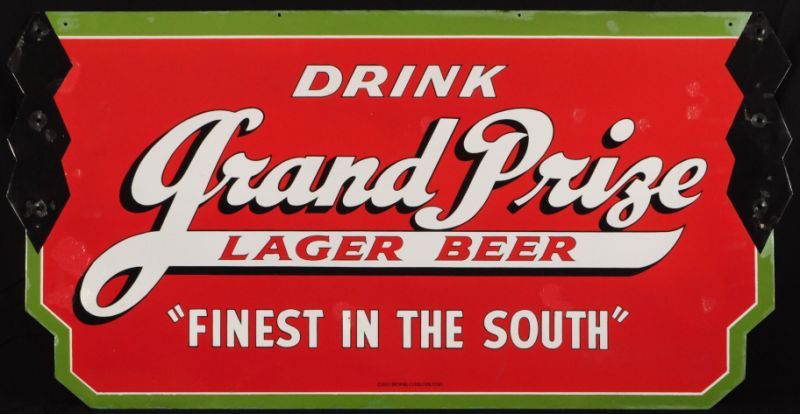 DRINK
Grand Prize
LAGER BEER
"FINEST IN THE SOUTH"